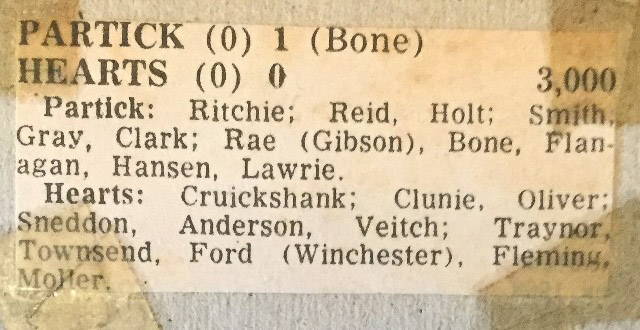 PARTICK (0) 1 (Bone)
HEARTS (0) 0 3,000
Partick: Ritchie; Reid, Holt; Smith,
Gray, Clark; Rae (Gibson), Bone, Flan-
agan, Hansen, Lawrie.
Hearts: Cruickshank; Clunie, Oliver;
Sneddon, Anderson, Veitch; Traynor,
Townsend, Ford (Winchester), Fleming,
Moller.